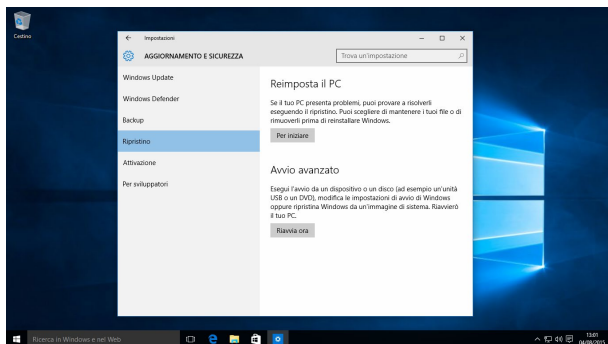 Cestino
Impostazioni
AGGIORNAMENTO E SICUREZZA
Trova un'impostazione
Windows Update
Windows Defender
Backup
Ripristino
Attivazione
Per sviluppatori
Reimposta il PC
Se il tuo PC presenta problemi, puoi provare a risolverli
eseguendo il ripristino. Puoi scegliere di mantenere i tuoi file o di
rimuoverli prima di reinstallare Windows.
Per iniziare
Avvio avanzato
Esegui l'avvio da un dispositivo o un disco (ad esempio un'unità
USB o un DVD), modifica le impostazioni di avvio di Windows
oppure ripristina Windows da un'immagine di sistema. Riavvierò
il tuo PC.
Riavvia ora
Ricerca in Windows e nel Web
13:01
04/08/2015